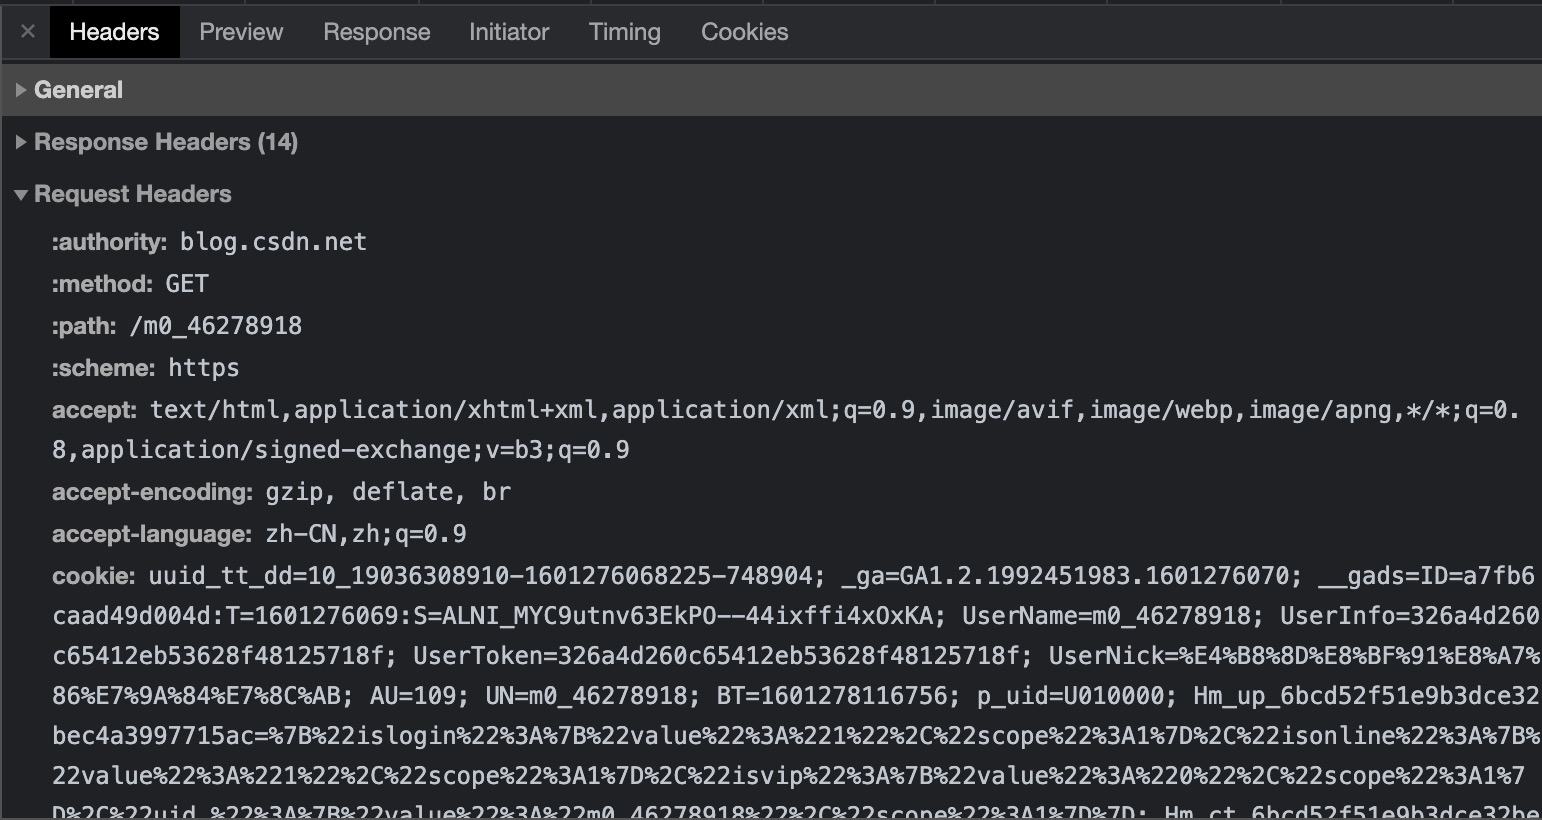 Headers Preview Response Initiator Timing Cookies
General
Response Headers (14)
Request Headers
:authority: blog.csdn.net
:method: GET
:path: /m0_46278918
:scheme: https
accept: text/html,application/xhtml+xml,application/xml;q=0.9,image/avif,image/webp,image/apng,*/*;q=0.
8,application/signed-exchange;v=b3;q=0.9
accept-encoding: gzip, deflate, br
accept-language: zh-CN,zh;q=0.9
cookie: uuid_tt_dd=10_19036308910-1601276068225-748904; _ga=GA1.2.1992451983.1601276070; __gads=ID=a7fb6
caad49d004d:T=1601276069:S=ALNI_MYC9utnv63EkPO--44ixffi4xOxKA; UserName=m0_46278918; UserInfo=326a4d260
c65412eb53628f48125718f; UserToken=326a4d260c65412eb53628f48125718f; UserNick=%E4%B8%8D%E8%BF%91%E8%A7%
86%E7%9A%84%E7%8C%AB; AU=109; UN=m0_46278918; BT=1601278116756; p_uid=U010000; Hm_up_6bcd52f51e9b3dce32
bec4a3997715ac=%7B%22islogin%22%3A%7B%22value%22%3A%221%22%2C%22scope%22%3A1%7D%2C%22isonline%22%3A%7B%
22value%22%3A%221%22%2C%22scope%22%3A1%7D%2C%22isvip%22%3A%7B%22value%22%3A%220%22%2C%22scope%22%3A1%7
D%2C%22uid_%22%3A%7B%22value%22%3A%22m0_46278918%22%2C%22scope%22%3A1%7D%7D; Hm_ct_6bcd52f51e9b3dce32be